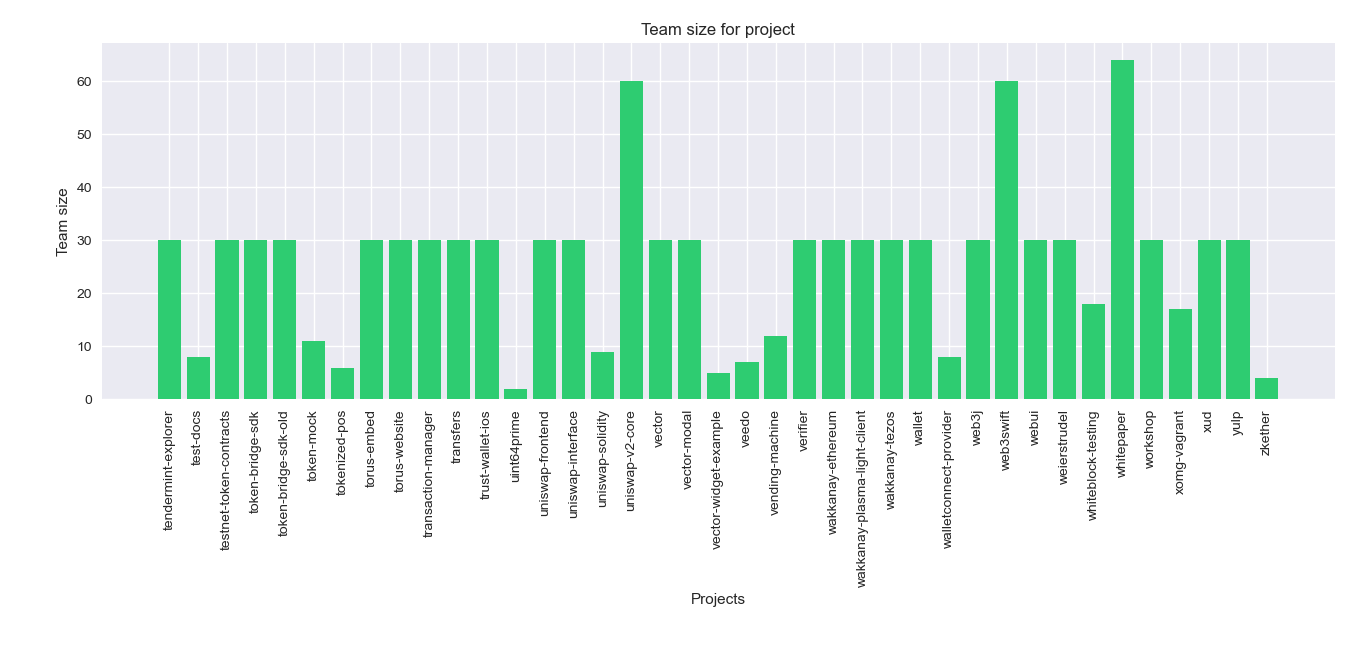 Team size for project
Team size
60
50
40
30
20
10
0
tendermint-explorer
test-docs
testnet-token-contracts
token-bridge-sdk
token-bridge-sdk-old
token-mock
tokenized-pos
torus-embed
torus-website
transaction-manager
transfers
trust-wallet-ios
uint64prime
uniswap-frontend
uniswap-interface
uniswap-solidity
uniswap-v2-core
vector
vector-modal
vector-widget-example
veedo
vending-machine
verifier
wakkanay-ethereum
wakkanay-plasma-light-client
wakkanay-tezos
wallet
walletconnect-provider
web3j
web3swift
webui
weierstrudel
whiteblock-testing
whitepaper
workshop
xomg-vagrant
xud
yulp
zkether
Projects